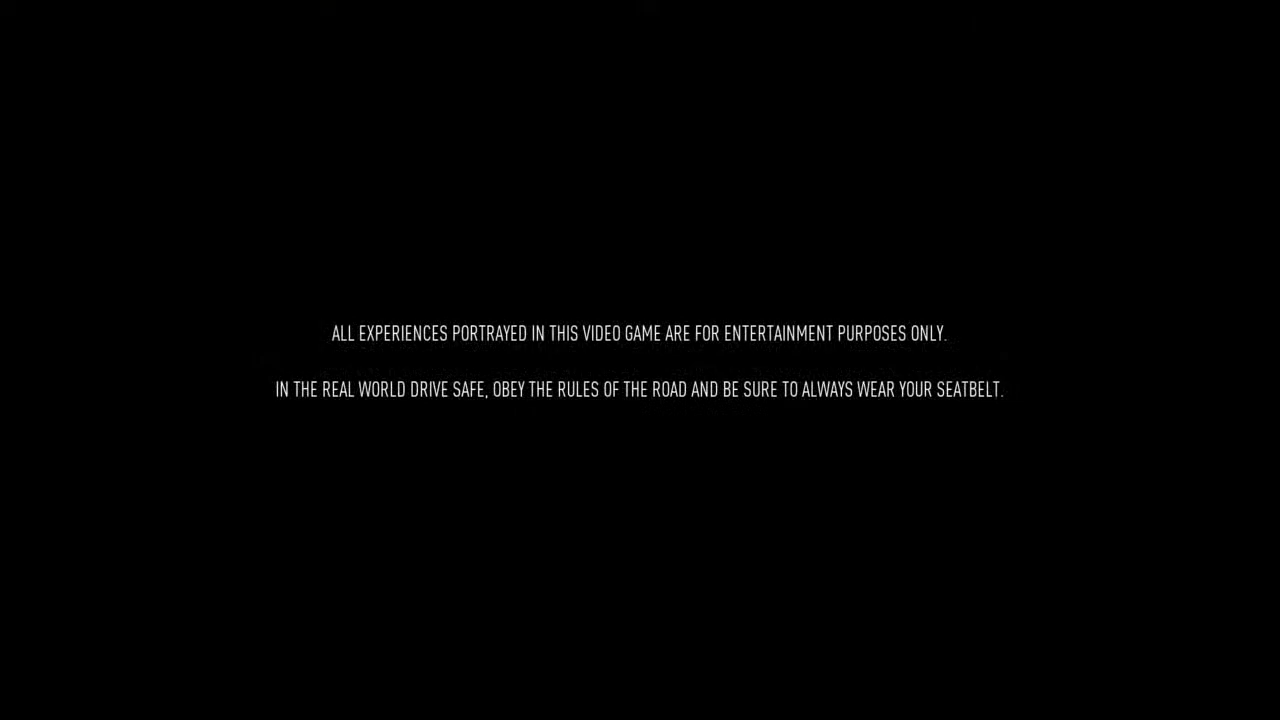 ALL EXPERIENCES PORTRAYED IN THIS VIDEO GAME ARE FOR ENTERTAINMENT PURPOSES ONLY.
IN THE REAL WORLD DRIVE SAFE, OBEY THE RULES OF THE ROAD AND BE SURE TO ALWAYS WEAR YOUR SEATBELT.